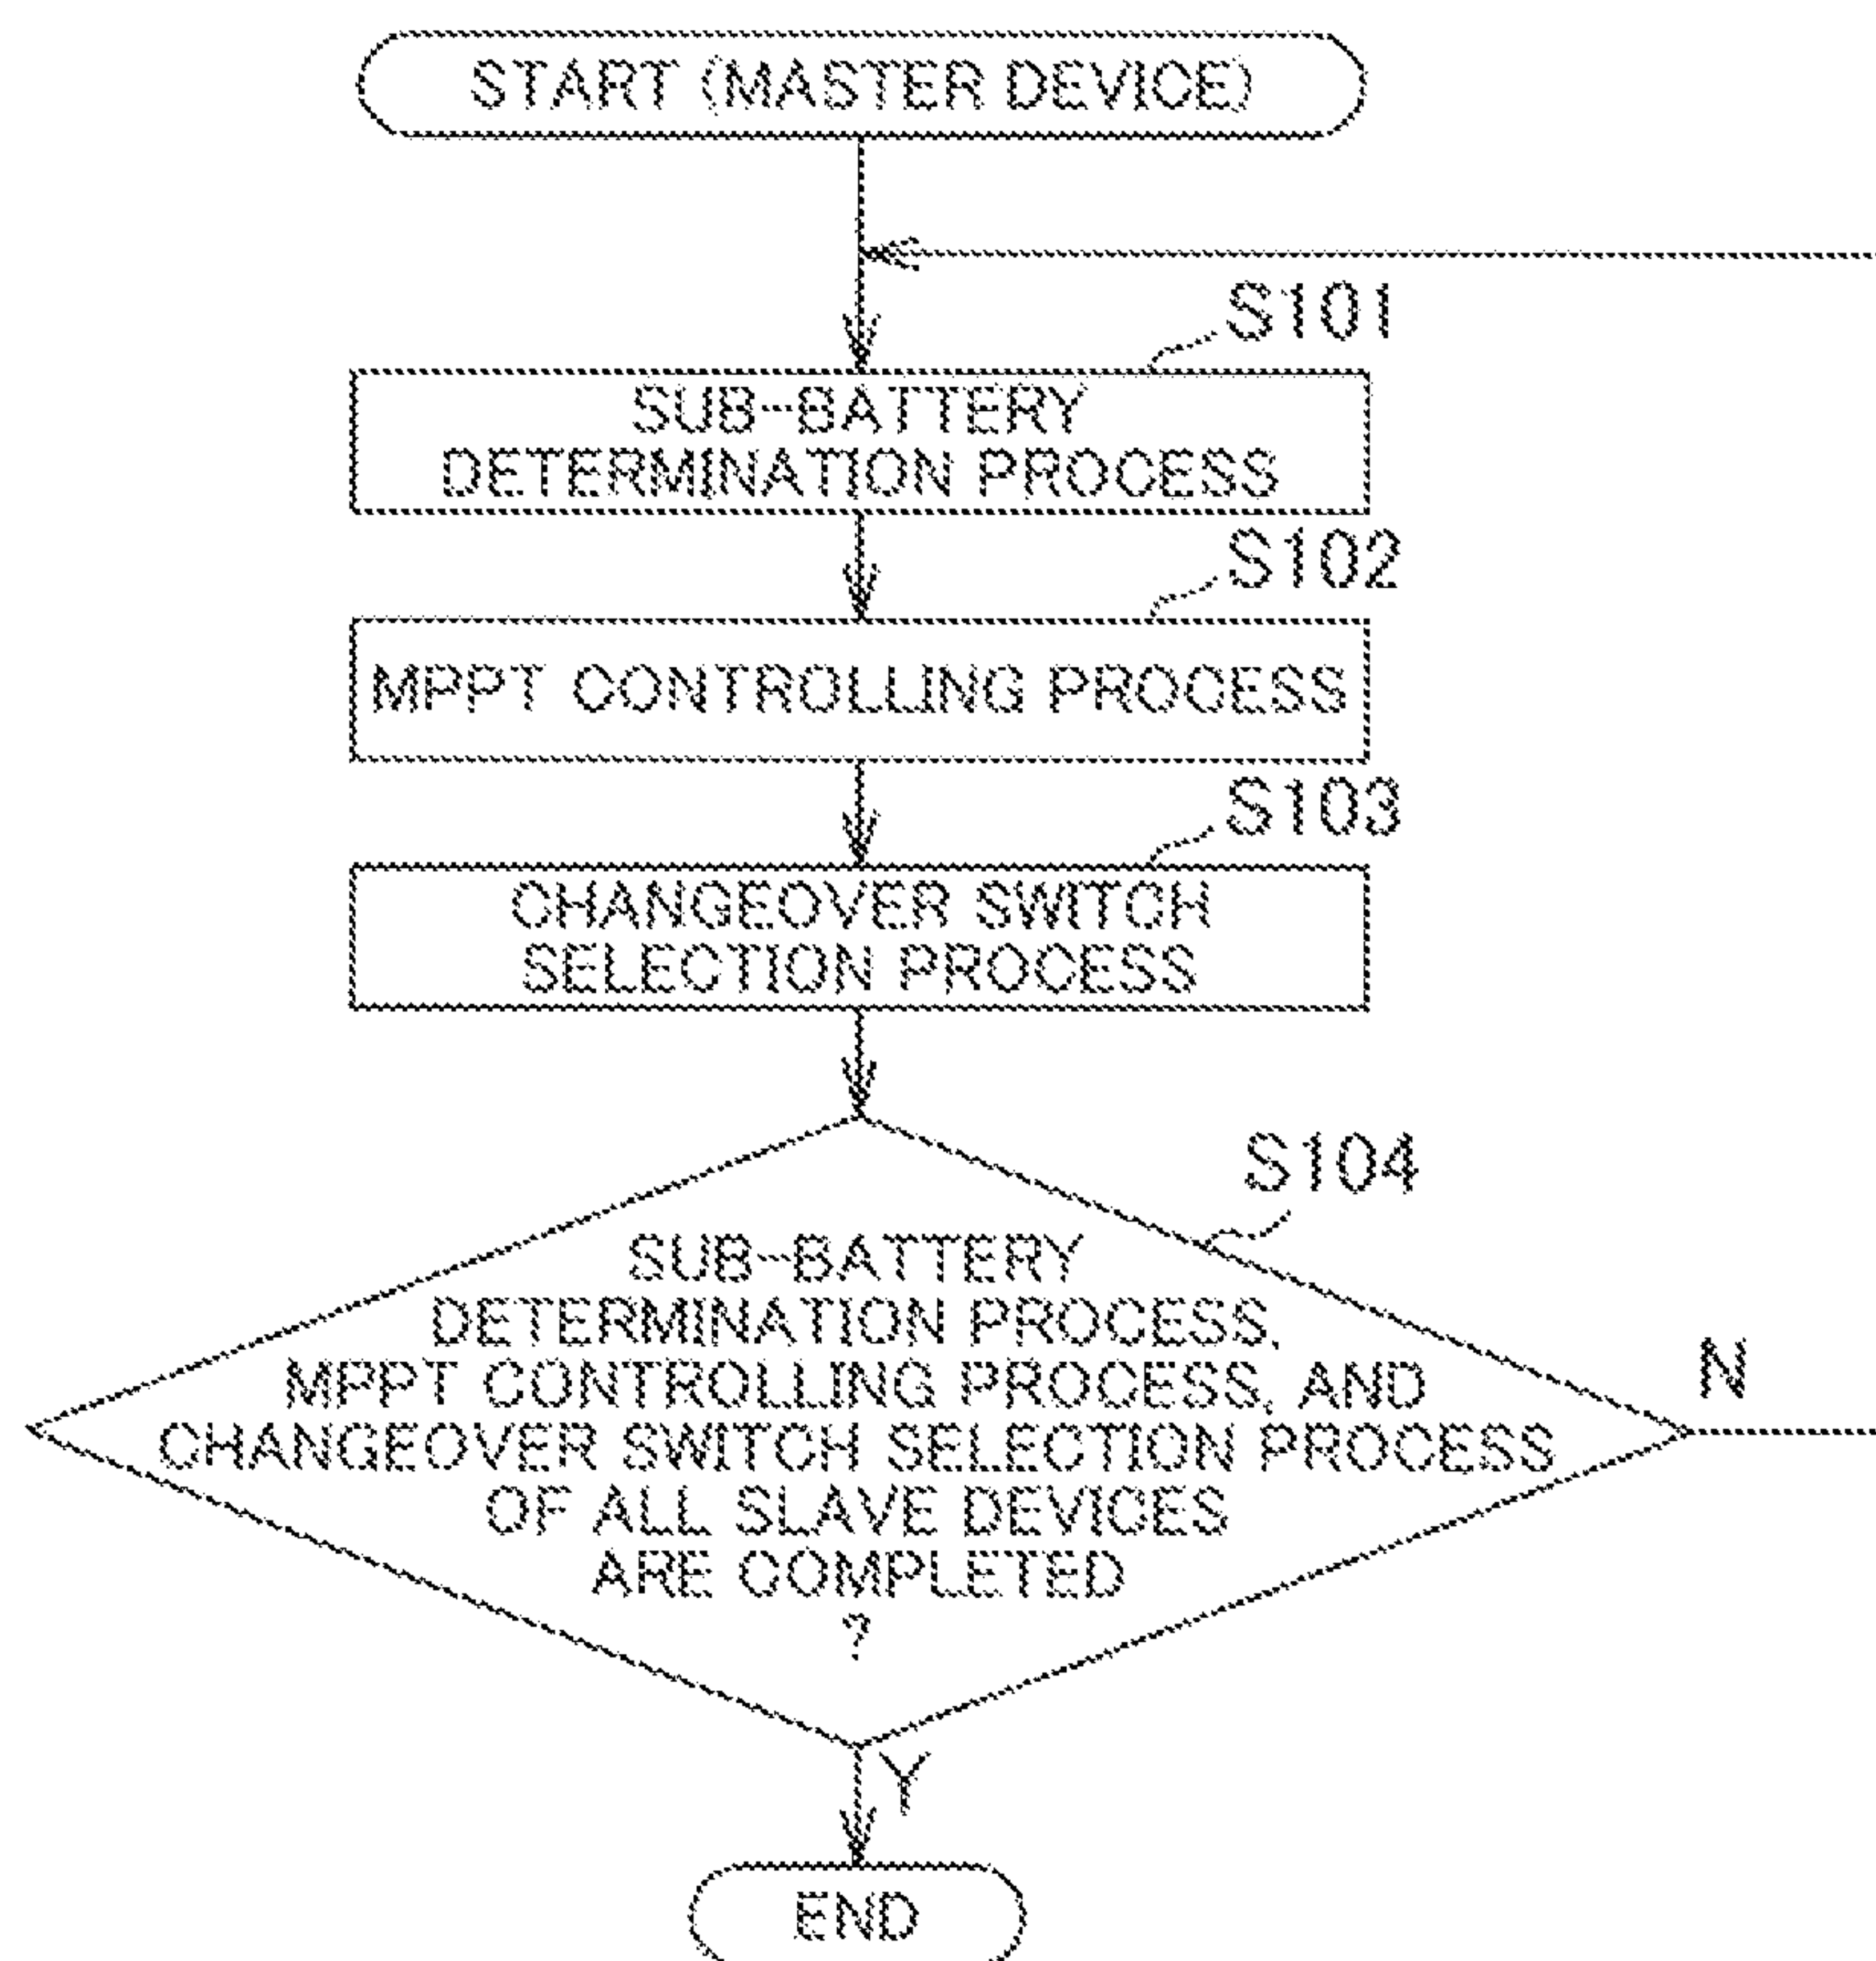 START (MASTER DEVICE)
S101
SUB-BATTERY
DETERMINATION PROCESS
S102
MPPT CONTROLLING PROCESS
S103
CHANGEOVER SWITCH
SELECTION PROCESS
S104
SUB-BATTERY
DETERMINATION PROCESS,
MPPT CONTROLLING PROCESS, AND
CHANGEOVER SWITCH SELECTION PROCESS
OF ALL SLAVE DEVICES
ARE COMPLETED
?
N
Y
END